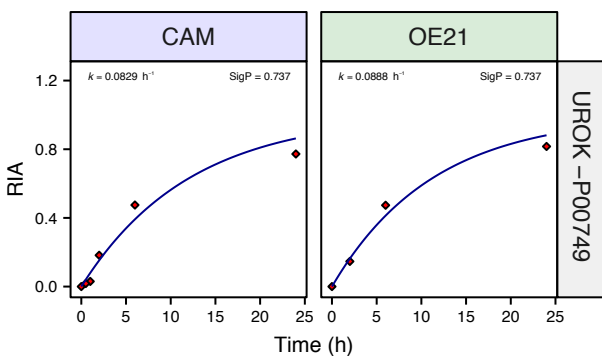 CAM
OE21
k = 0.0829 h⁻¹
SigP = 0.737
k = 0.0888 h⁻¹
SigP = 0.737
1.2
0.8
0.4
0.0
RIA
UROK –P00749
0 5 10 15 20 25
0 5 10 15 20 25
Time (h)